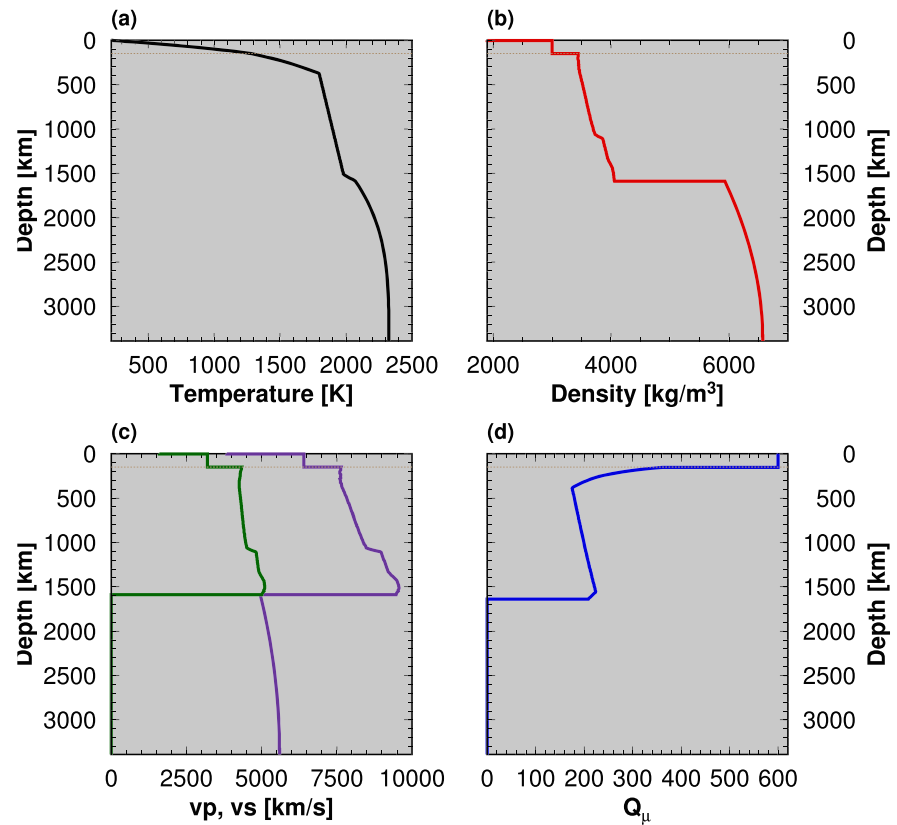 (a)
0
500
1000
1500
2000
2500
3000
Depth [km]
500 1000 1500 2000 2500
Temperature [K]
(b)
0
500
1000
1500
2000
2500
3000
Depth [km]
2000 4000 6000
Density [kg/m³]
(c)
0
500
1000
1500
2000
2500
3000
Depth [km]
0 2500 5000 7500 10000
vp, vs [km/s]
(d)
0
500
1000
1500
2000
2500
3000
Depth [km]
0 100 200 300 400 500 600
Qμ